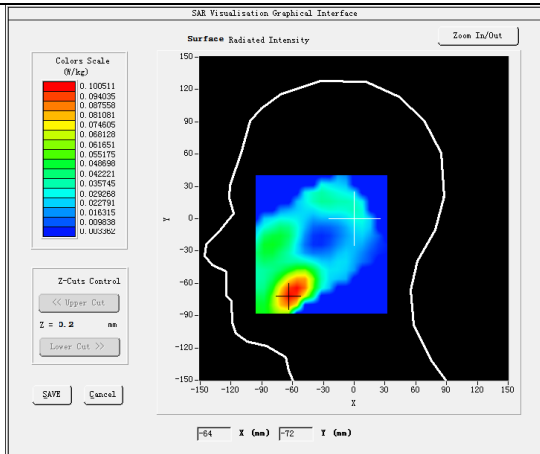 SAR Visualisation Graphical Interface
Surface Radiated Intensity
Zoom In/Out
Colors Scale
(W/kg)
0.100511
0.094035
0.087558
0.081081
0.074605
0.068128
0.061651
0.055175
0.048698
0.042221
0.035745
0.029268
0.022791
0.016315
0.009838
0.003362
Z-Cuts Control
<< Upper Cut
Z = 0.2 mm
Lower Cut >>
SAVE Cancel
150
120
90
60
30
Y 0
-30
-60
-90
-120
-150
-150 -120 -90 -60 -30 0 30 60 90 120 150
X
-64 X (mm) -72 Y (mm)